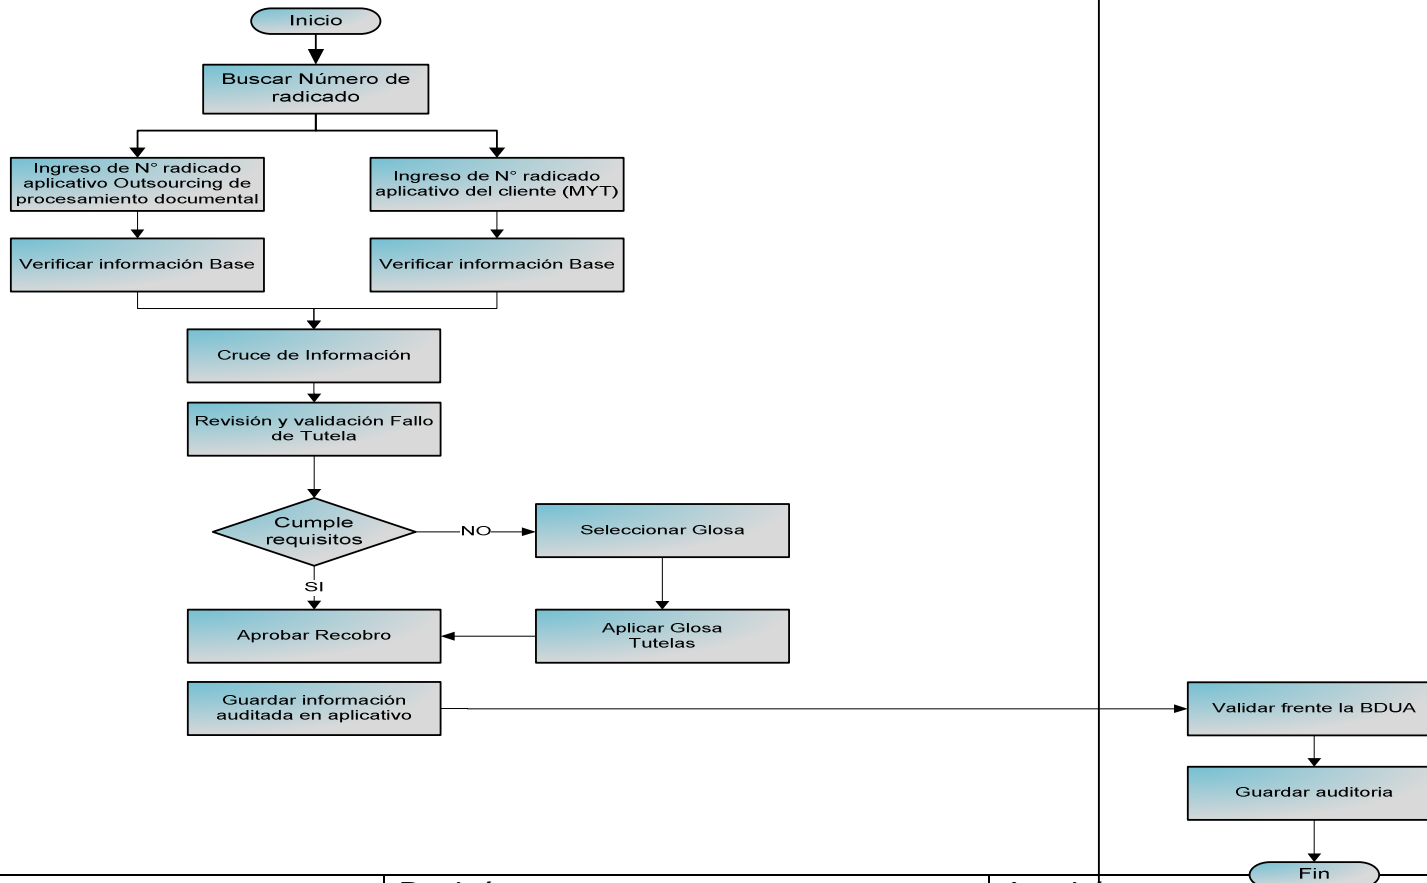 Inicio
Buscar Número de
radicado
Ingreso de N° radicado
aplicativo Outsourcing de
procesamiento documental
Ingreso de N° radicado
aplicativo del cliente (MYT)
Verificar información Base
Verificar información Base
Cruce de Información
Revisión y validación Fallo
de Tutela
Cumple
requisitos
NO
Seleccionar Glosa
SI
Aprobar Recobro
Aplicar Glosa
Tutelas
Guardar información
auditada en aplicativo
Validar frente la BDUA
Guardar auditoria
Fin